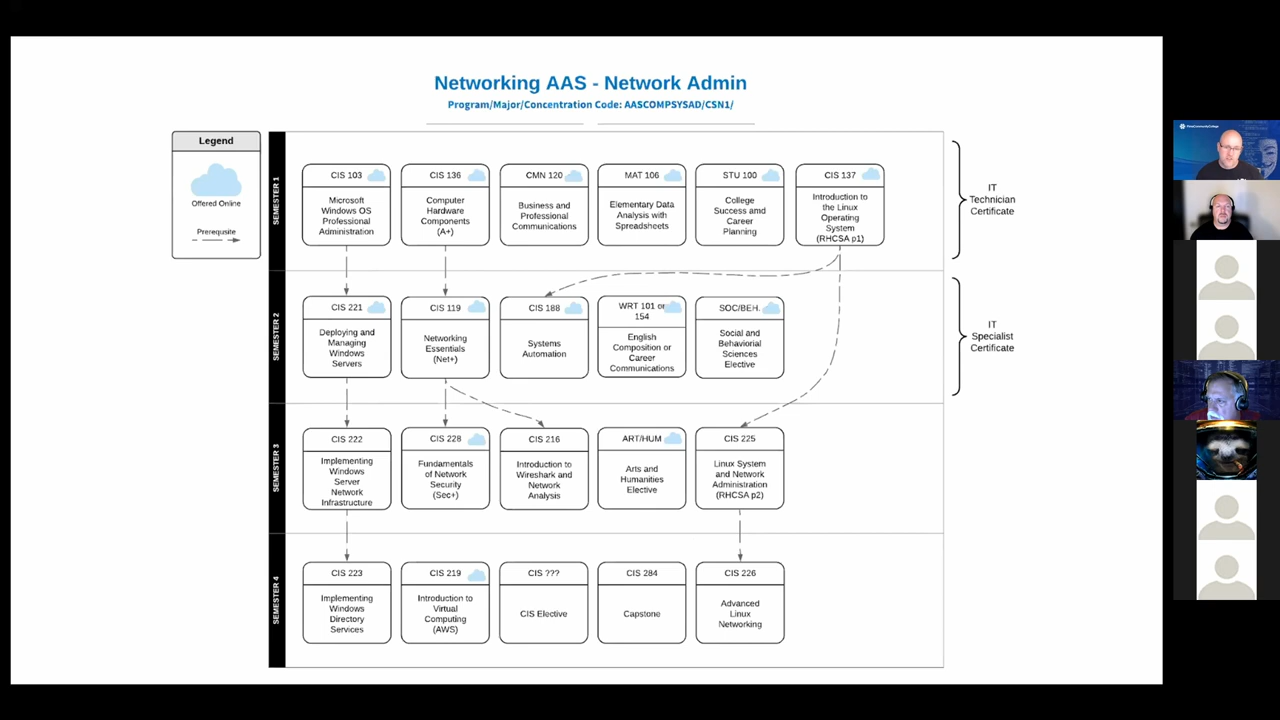 Networking AAS - Network Admin
Program/Major/Concentration Code: AASCOMPSYSAD/CSN1/
Legend
Offered Online
Prerequsite
SEMESTER 1
CIS 103
Microsoft
Windows OS
Professional
Administration
CIS 136
Computer
Hardware
Components
(A+)
CMN 120
Business and
Professional
Communications
MAT 106
Elementary Data
Analysis with
Spreadsheets
STU 100
College
Success and
Career
Planning
CIS 137
Introduction to
the Linux
Operating
System
(RHCSA p1)
IT
Technician
Certificate
SEMESTER 2
CIS 221
Deploying and
Managing
Windows
Servers
CIS 119
Networking
Essentials
(Net+)
CIS 188
Systems
Automation
WRT 101 or
154
English
Composition or
Career
Communications
SOC/BEH.
Social and
Behaviorial
Sciences
Elective
IT
Specialist
Certificate
SEMESTER 3
CIS 222
Implementing
Windows
Server
Network
Infrastructure
CIS 228
Fundamentals
of Network
Security
(Sec+)
CIS 216
Introduction to
Wireshark and
Network
Analysis
ART/HUM
Arts and
Humanities
Elective
CIS 225
Linux System
and Network
Administration
(RHCSA p2)
SEMESTER 4
CIS 223
Implementing
Windows
Directory
Services
CIS 219
Introduction to
Virtual
Computing
(AWS)
CIS ???
CIS Elective
CIS 284
Capstone
CIS 226
Advanced
Linux
Networking